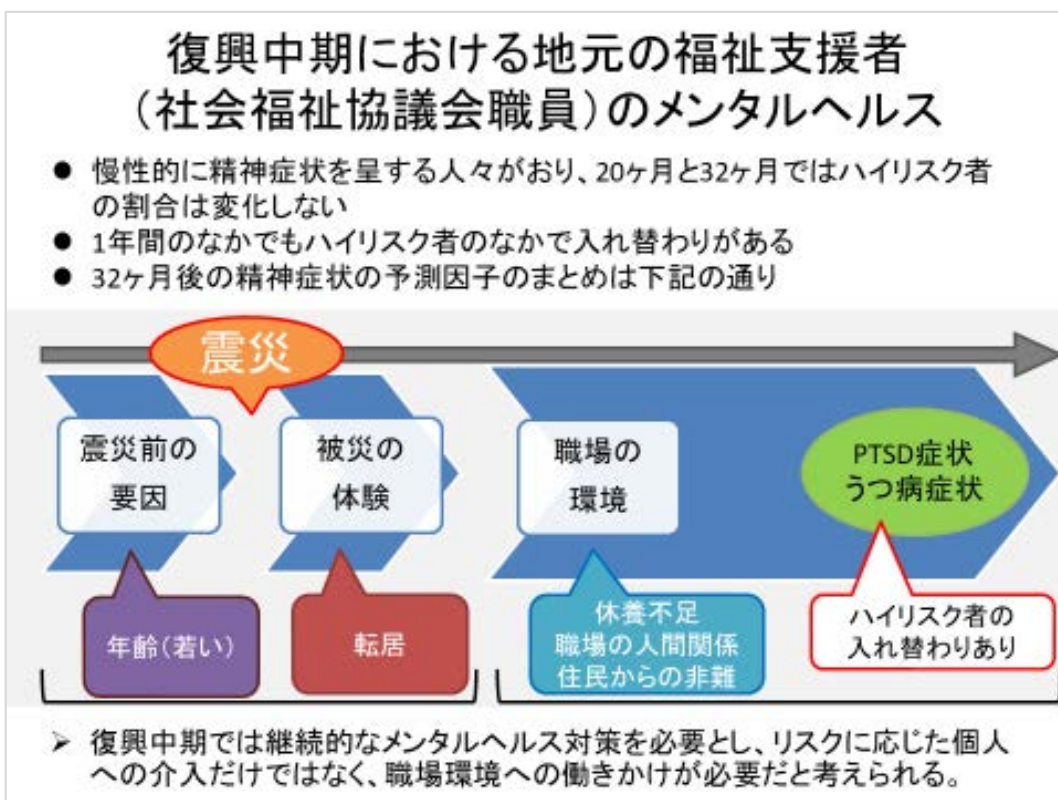 復興中期における地元の福祉支援者
（社会福祉協議会職員）のメンタルヘルス
● 慢性的に精神症状を呈する人々がおり、20ヶ月と32ヶ月ではハイリスク者
の割合は変化しない
● 1年間のなかでもハイリスク者のなかで入れ替わりがある
● 32ヶ月後の精神症状の予測因子のまとめは下記の通り
震災
震災前の
要因
被災の
体験
職場の
環境
PTSD症状
うつ病症状
年齢（若い）
転居
休養不足
職場の人間関係
住民からの非難
ハイリスク者の
入れ替わりあり
➢ 復興中期では継続的なメンタルヘルス対策を必要とし、リスクに応じた個人
への介入だけではなく、職場環境への働きかけが必要だと考えられる。